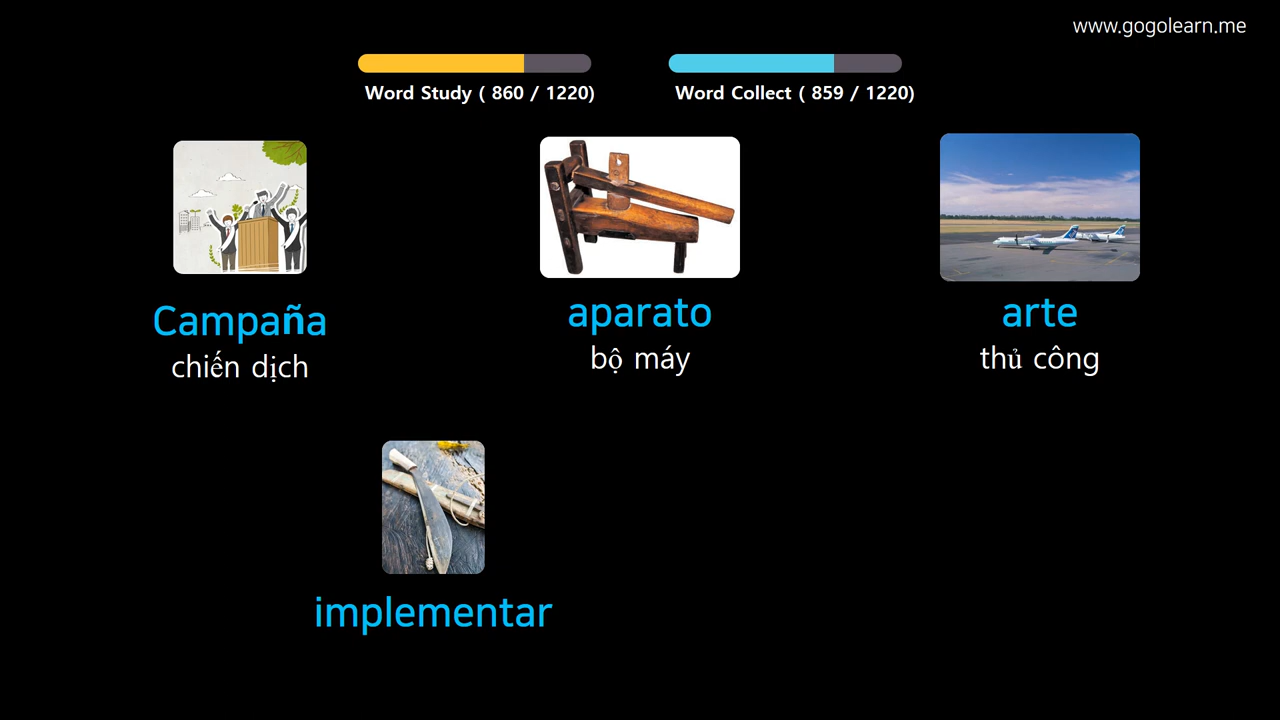 www.gogolearn.me
Word Study ( 860 / 1220)
Word Collect ( 859 / 1220)
Campaña
chiến dịch
aparato
bộ máy
arte
thủ công
implementar